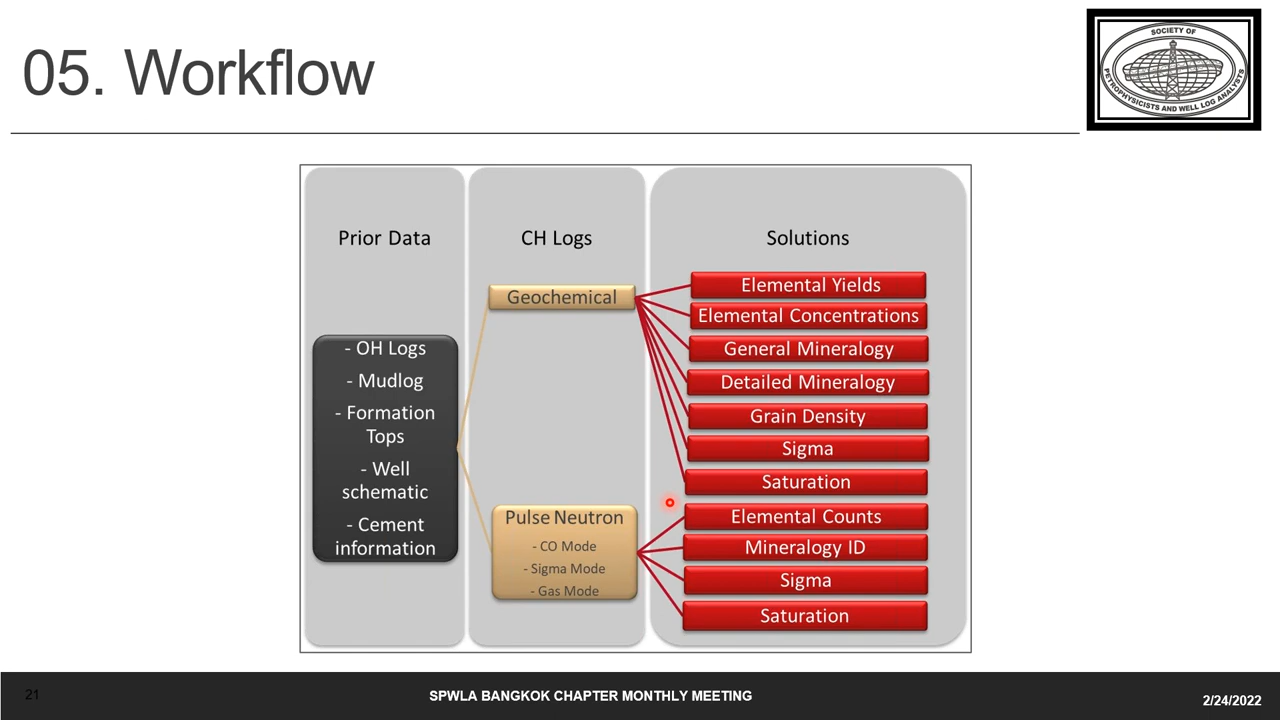 05. Workflow
SOCIETY OF
PETROPHYSICISTS AND WELL LOG ANALYSTS
Prior Data
CH Logs
Solutions
- OH Logs
- Mudlog
- Formation
Tops
- Well
schematic
- Cement
information
Geochemical
Pulse Neutron
- CO Mode
- Sigma Mode
- Gas Mode
Elemental Yields
Elemental Concentrations
General Mineralogy
Detailed Mineralogy
Grain Density
Sigma
Saturation
Elemental Counts
Mineralogy ID
Sigma
Saturation
21
SPWLA BANGKOK CHAPTER MONTHLY MEETING
2/24/2022